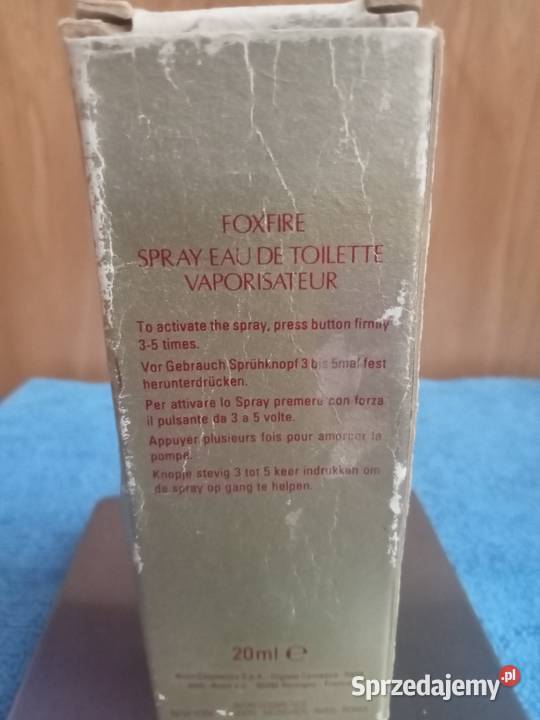 FOXFIRE
SPRAY EAU DE TOILETTE
VAPORISATEUR
To activate the spray, press button firmly
3-5 times.
Vor Gebrauch Sprühknopf 3 bis 5mal fest
herunterdrücken.
Per attivare lo Spray premere con forza
il pulsante da 3 a 5 volte.
Appuyer plusieurs fois pour amorcer la
pompe.
Knopje stevig 3 tot 5 keer indrukken om
de spray op gang te helpen.
20ml ℮
Sprzedajemy.pl